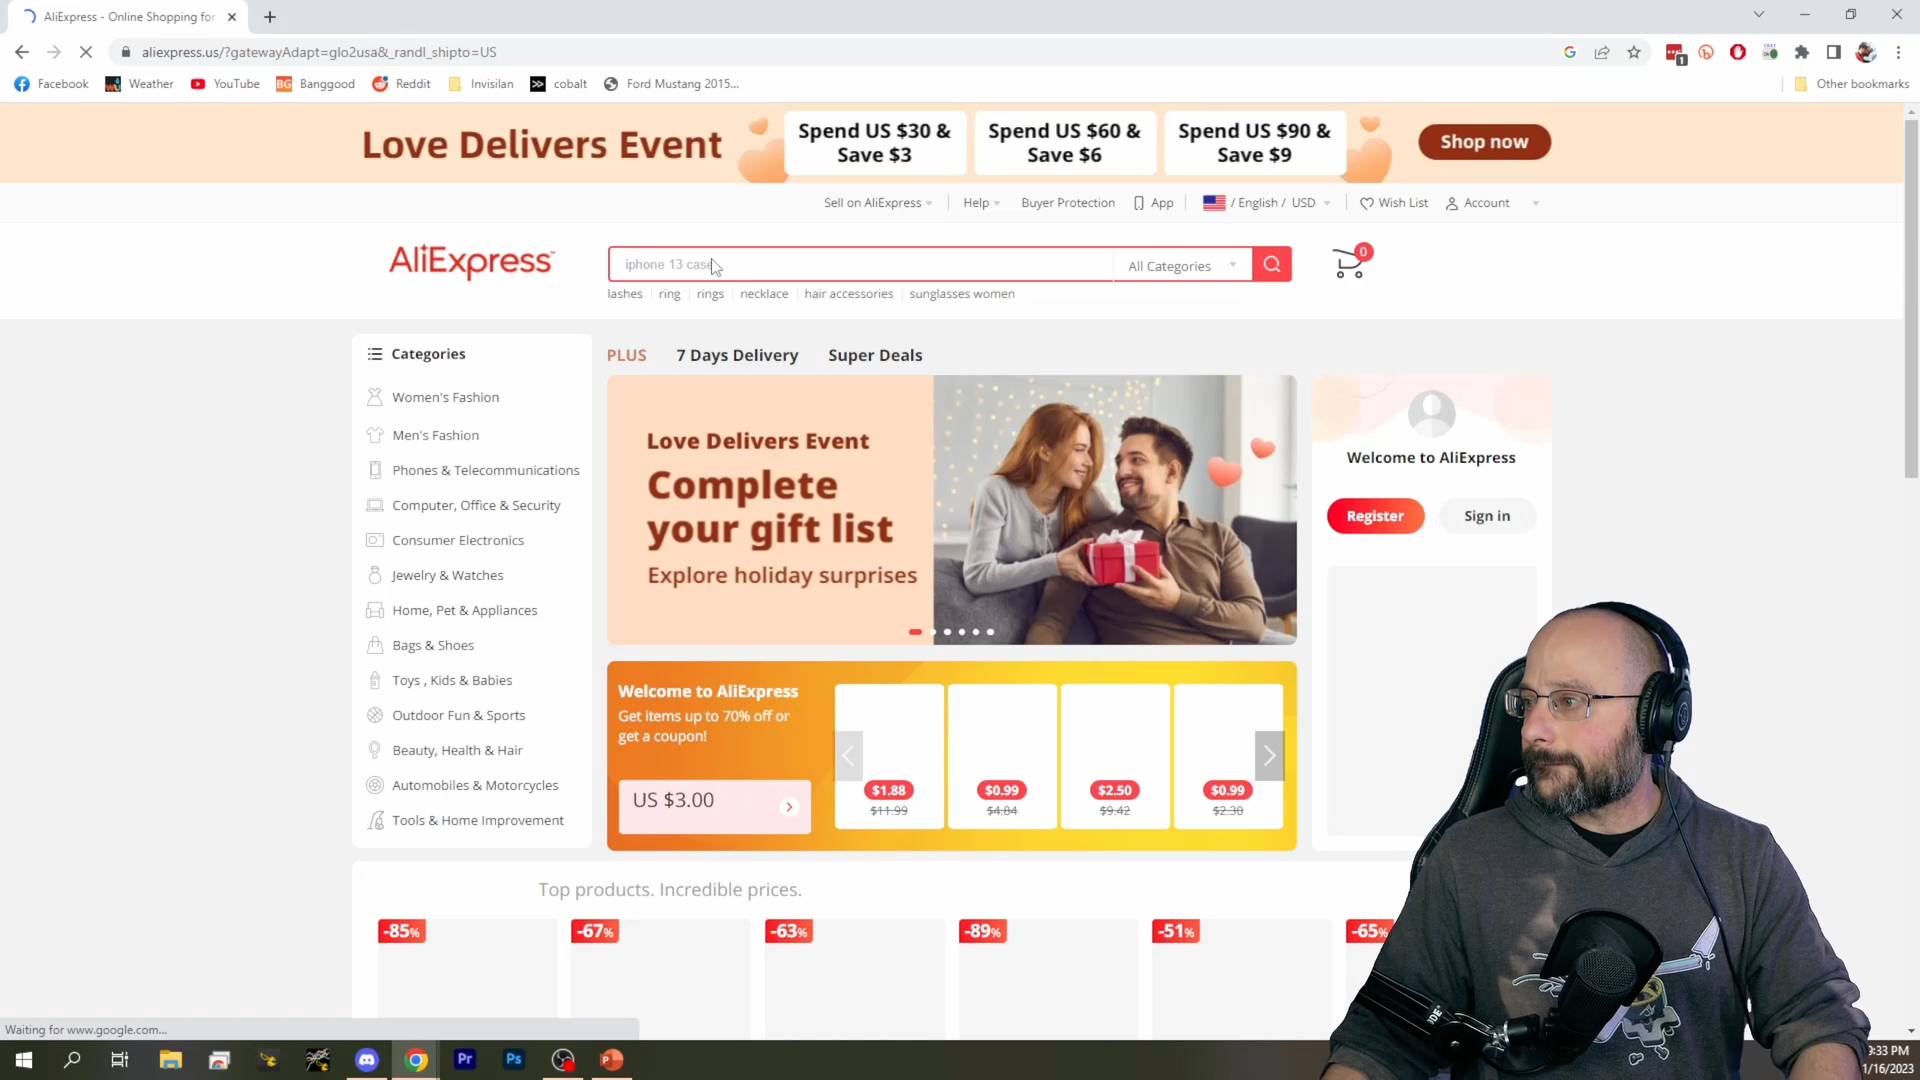 AliExpress - Online Shopping for
aliexpress.us/?gatewayAdapt=glo2usa&_randl_shipto=US
Facebook Weather YouTube BG Banggood Reddit Invisilan cobalt Ford Mustang 2015... Other bookmarks
Love Delivers Event
Spend US $30 &
Save $3
Spend US $60 &
Save $6
Spend US $90 &
Save $9
Shop now
Sell on AliExpress Help Buyer Protection App / English / USD Wish List Account
AliExpress
iphone 13 case
All Categories
0
lashes ring rings necklace hair accessories sunglasses women
Categories
Women's Fashion
Men's Fashion
Phones & Telecommunications
Computer, Office & Security
Consumer Electronics
Jewelry & Watches
Home, Pet & Appliances
Bags & Shoes
Toys , Kids & Babies
Outdoor Fun & Sports
Beauty, Health & Hair
Automobiles & Motorcycles
Tools & Home Improvement
PLUS 7 Days Delivery Super Deals
Love Delivers Event
Complete
your gift list
Explore holiday surprises
Welcome to AliExpress
Register Sign in
Welcome to AliExpress
Get items up to 70% off or
get a coupon!
US $3.00
$1.88 $0.99 $2.50 $0.99
$11.99 $4.84 $9.42 $2.30
Top products. Incredible prices.
-85% -67% -63% -89% -51% -65%
Waiting for www.google.com...
Pr Ps
9:33 PM
1/16/2023